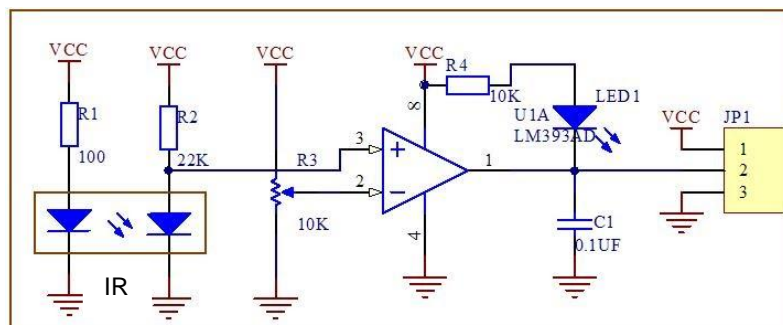 VCC
VCC
VCC
VCC
R4
10K
LED1
U1A
LM393AD
VCC
JP1
R1
100
R2
22K
R3
10K
8
3
2
1
4
1
2
3
C1
0.1UF
IR